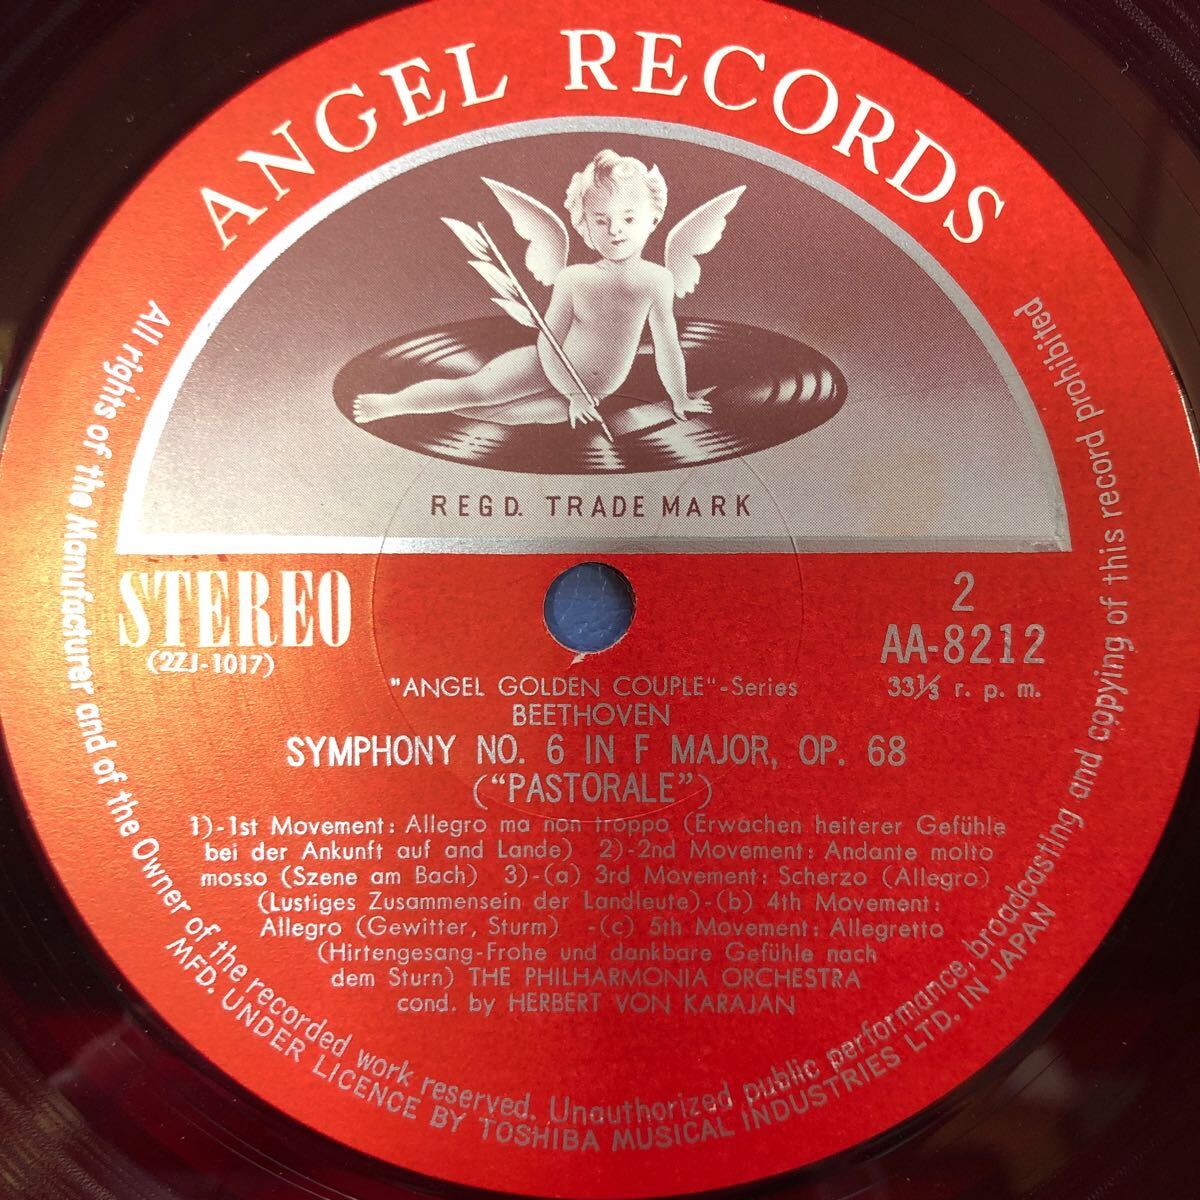 ANGEL RECORDS
REGD. TRADE MARK
STEREO
(2ZJ-1017)
2
AA-8212
33⅓ r. p. m.
"ANGEL GOLDEN COUPLE"-Series
BEETHOVEN
SYMPHONY NO. 6 IN F MAJOR, OP. 68
("PASTORALE")
1)-1st Movement: Allegro ma non troppo (Erwachen heiterer Gefühle
bei der Ankunft auf and Lande) 2)-2nd Movement: Andante molto
mosso (Szene am Bach) 3)-(a) 3rd Movement: Scherzo (Allegro)
(Lustiges Zusammensein der Landleute)-(b) 4th Movement:
Allegro (Gewitter, Sturm) -(c) 5th Movement: Allegretto
(Hirtengesang-Frohe und dankbare Gefühle nach
dem Sturn) THE PHILHARMONIA ORCHESTRA
cond. by HERBERT VON KARAJAN
All rights of the Manufacturer and of the Owner of the recorded work reserved. Unauthorized public performance, broadcasting and copying of this record prohibited
MFD. UNDER LICENCE BY TOSHIBA MUSICAL INDUSTRIES LTD. IN JAPAN